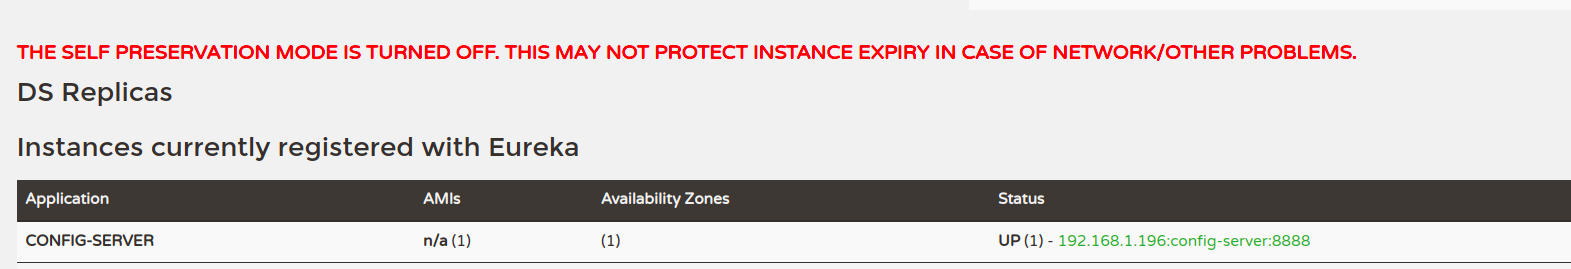 THE SELF PRESERVATION MODE IS TURNED OFF. THIS MAY NOT PROTECT INSTANCE EXPIRY IN CASE OF NETWORK/OTHER PROBLEMS.
DS Replicas
Instances currently registered with Eureka
Application AMIs Availability Zones Status
CONFIG-SERVER n/a (1) (1) UP (1) - 192.168.1.196:config-server:8888